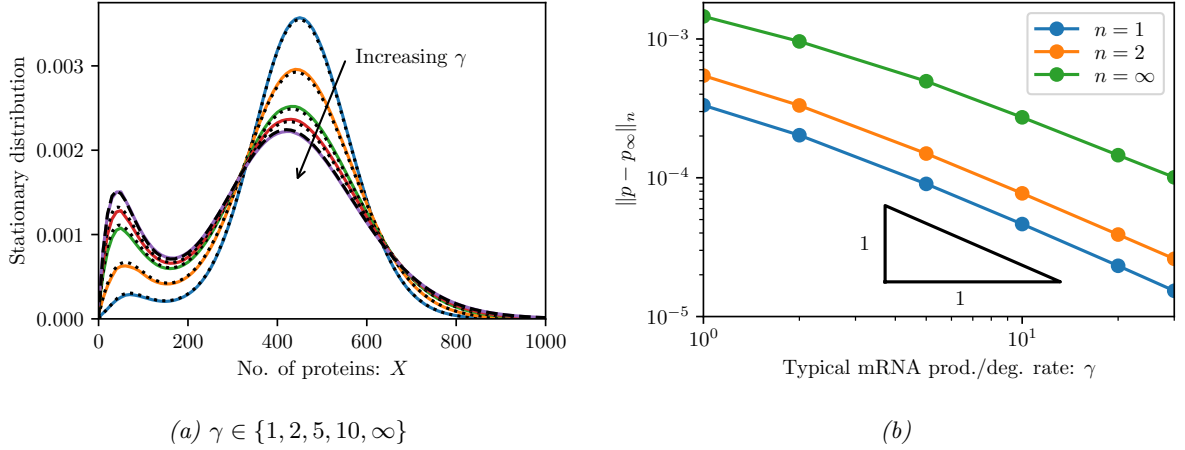 Stationary distribution
0.003
0.002
0.001
0.000
0
200
400
600
800
1000
No. of proteins: X
Increasing γ
(a) γ ∈ {1, 2, 5, 10, ∞}
||p − p∞||ₙ
10⁻³
10⁻⁴
10⁻⁵
10⁰
10¹
Typical mRNA prod./deg. rate: γ
n = 1
n = 2
n = ∞
1
1
(b)